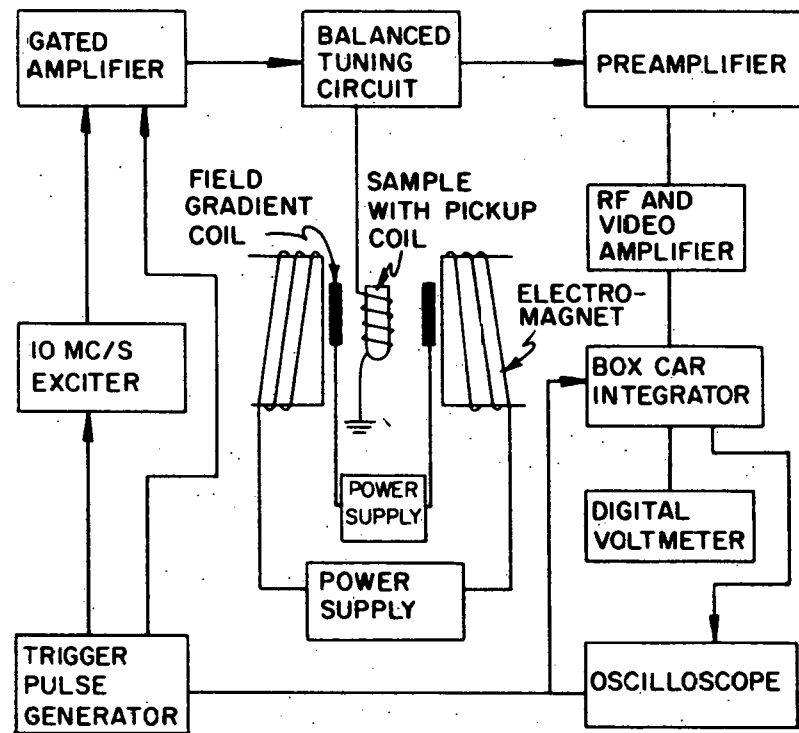 GATED
AMPLIFIER
BALANCED
TUNING
CIRCUIT
PREAMPLIFIER
FIELD
GRADIENT
COIL
SAMPLE
WITH PICKUP
COIL
RF AND
VIDEO
AMPLIFIER
ELECTRO-
MAGNET
10 MC/S
EXCITER
BOX CAR
INTEGRATOR
POWER
SUPPLY
DIGITAL
VOLTMETER
POWER
SUPPLY
TRIGGER
PULSE
GENERATOR
OSCILLOSCOPE